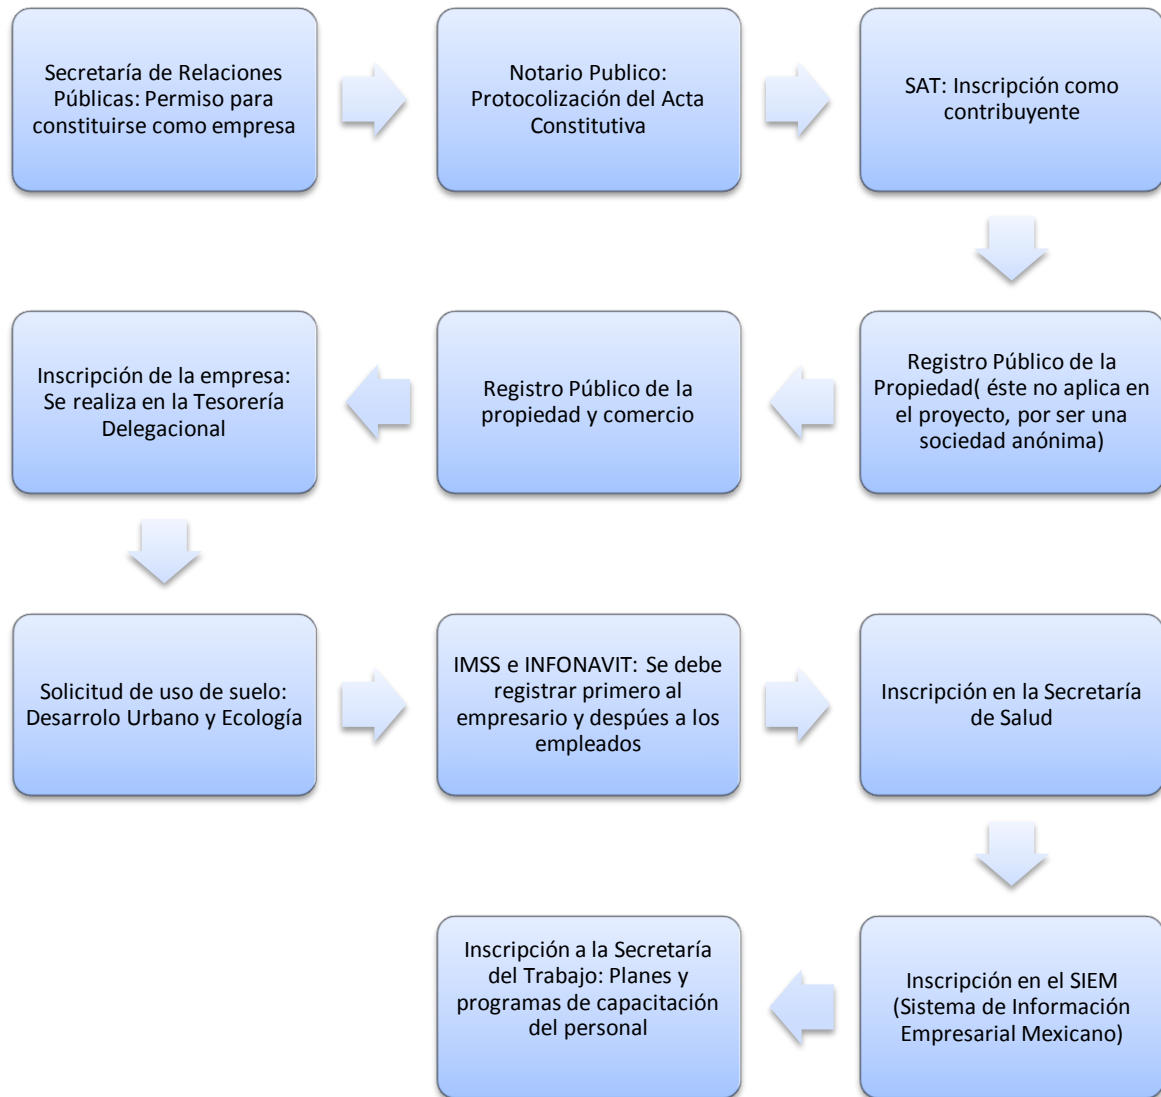 Secretaría de Relaciones
Públicas: Permiso para
constituirse como empresa
Notario Publico:
Protocolización del Acta
Constitutiva
SAT: Inscripción como
contribuyente
Registro Público de la
Propiedad( éste no aplica en
el proyecto, por ser una
sociedad anónima)
Registro Público de la
propiedad y comercio
Inscripción de la empresa:
Se realiza en la Tesorería
Delegacional
Solicitud de uso de suelo:
Desarrolo Urbano y Ecología
IMSS e INFONAVIT: Se debe
registrar primero al
empresario y despúes a los
empleados
Inscripción en la Secretaría
de Salud
Inscripción en el SIEM
(Sistema de Información
Empresarial Mexicano)
Inscripción a la Secretaría
del Trabajo: Planes y
programas de capacitación
del personal